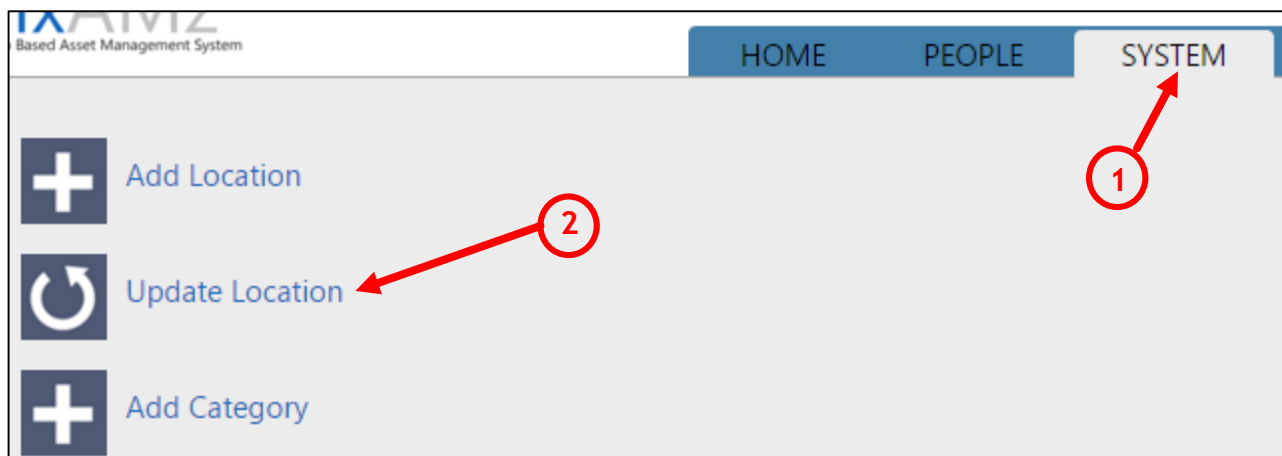 Based Asset Management System
HOME PEOPLE SYSTEM
1
Add Location
2
Update Location
Add Category